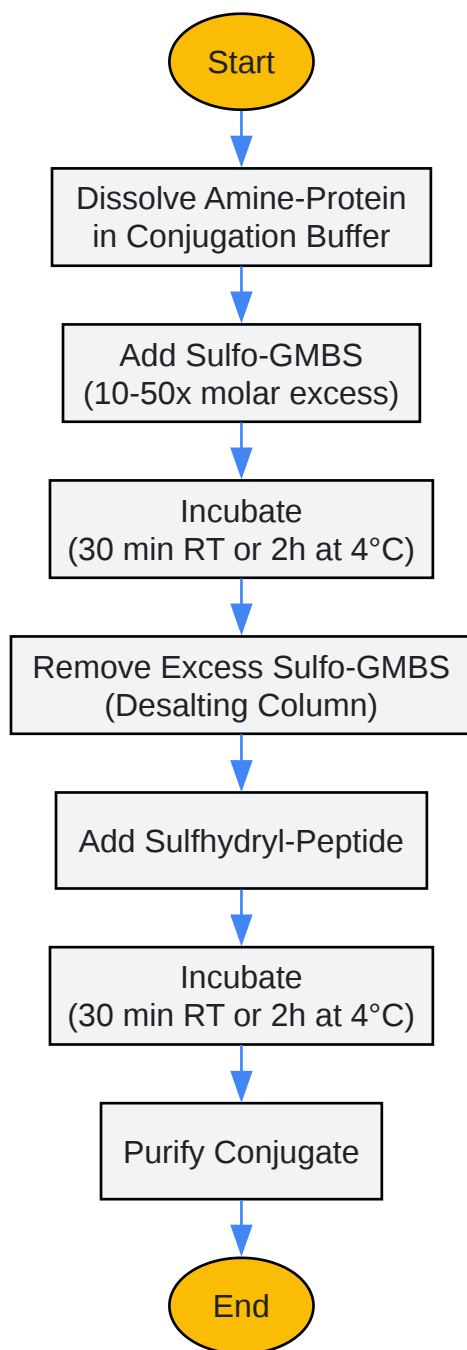 Start
Dissolve Amine-Protein
in Conjugation Buffer
Add Sulfo-GMBS
(10-50x molar excess)
Incubate
(30 min RT or 2h at 4°C)
Remove Excess Sulfo-GMBS
(Desalting Column)
Add Sulfhydryl-Peptide
Incubate
(30 min RT or 2h at 4°C)
Purify Conjugate
End